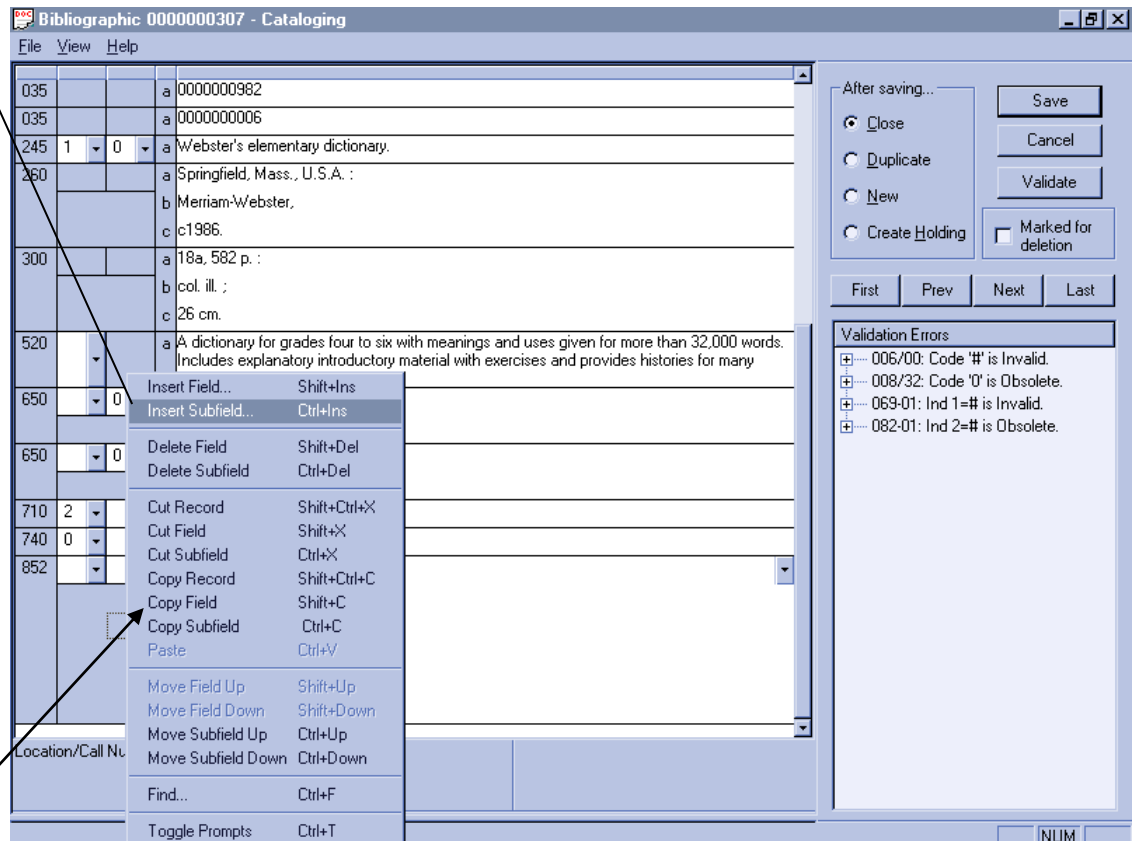 Bibliographic 0000000307 - Cataloging
File View Help
035 a 0000000982
035 a 0000000006
245 1 0 a Webster's elementary dictionary.
260 a Springfield, Mass., U.S.A. :
b Merriam-Webster,
c c1986.
300 a 18a, 582 p. :
b col. ill. ;
c 26 cm.
520 a A dictionary for grades four to six with meanings and uses given for more than 32,000 words.
Includes explanatory introductory material with exercises and provides histories for many
650 0
650 0
710 2
740 0
852
Location/Call Nu
Insert Field... Shift+Ins
Insert Subfield... Ctrl+Ins
Delete Field Shift+Del
Delete Subfield Ctrl+Del
Cut Record Shift+Ctrl+X
Cut Field Shift+X
Cut Subfield Ctrl+X
Copy Record Shift+Ctrl+C
Copy Field Shift+C
Copy Subfield Ctrl+C
Paste Ctrl+V
Move Field Up Shift+Up
Move Field Down Shift+Down
Move Subfield Up Ctrl+Up
Move Subfield Down Ctrl+Down
Find... Ctrl+F
Toggle Prompts Ctrl+T
After saving...
Close
Duplicate
New
Create Holding
Save
Cancel
Validate
Marked for
deletion
First Prev Next Last
Validation Errors
006/00: Code '#' is Invalid.
008/32: Code '0' is Obsolete.
069-01: Ind 1=# is Invalid.
082-01: Ind 2=# is Obsolete.
NUM